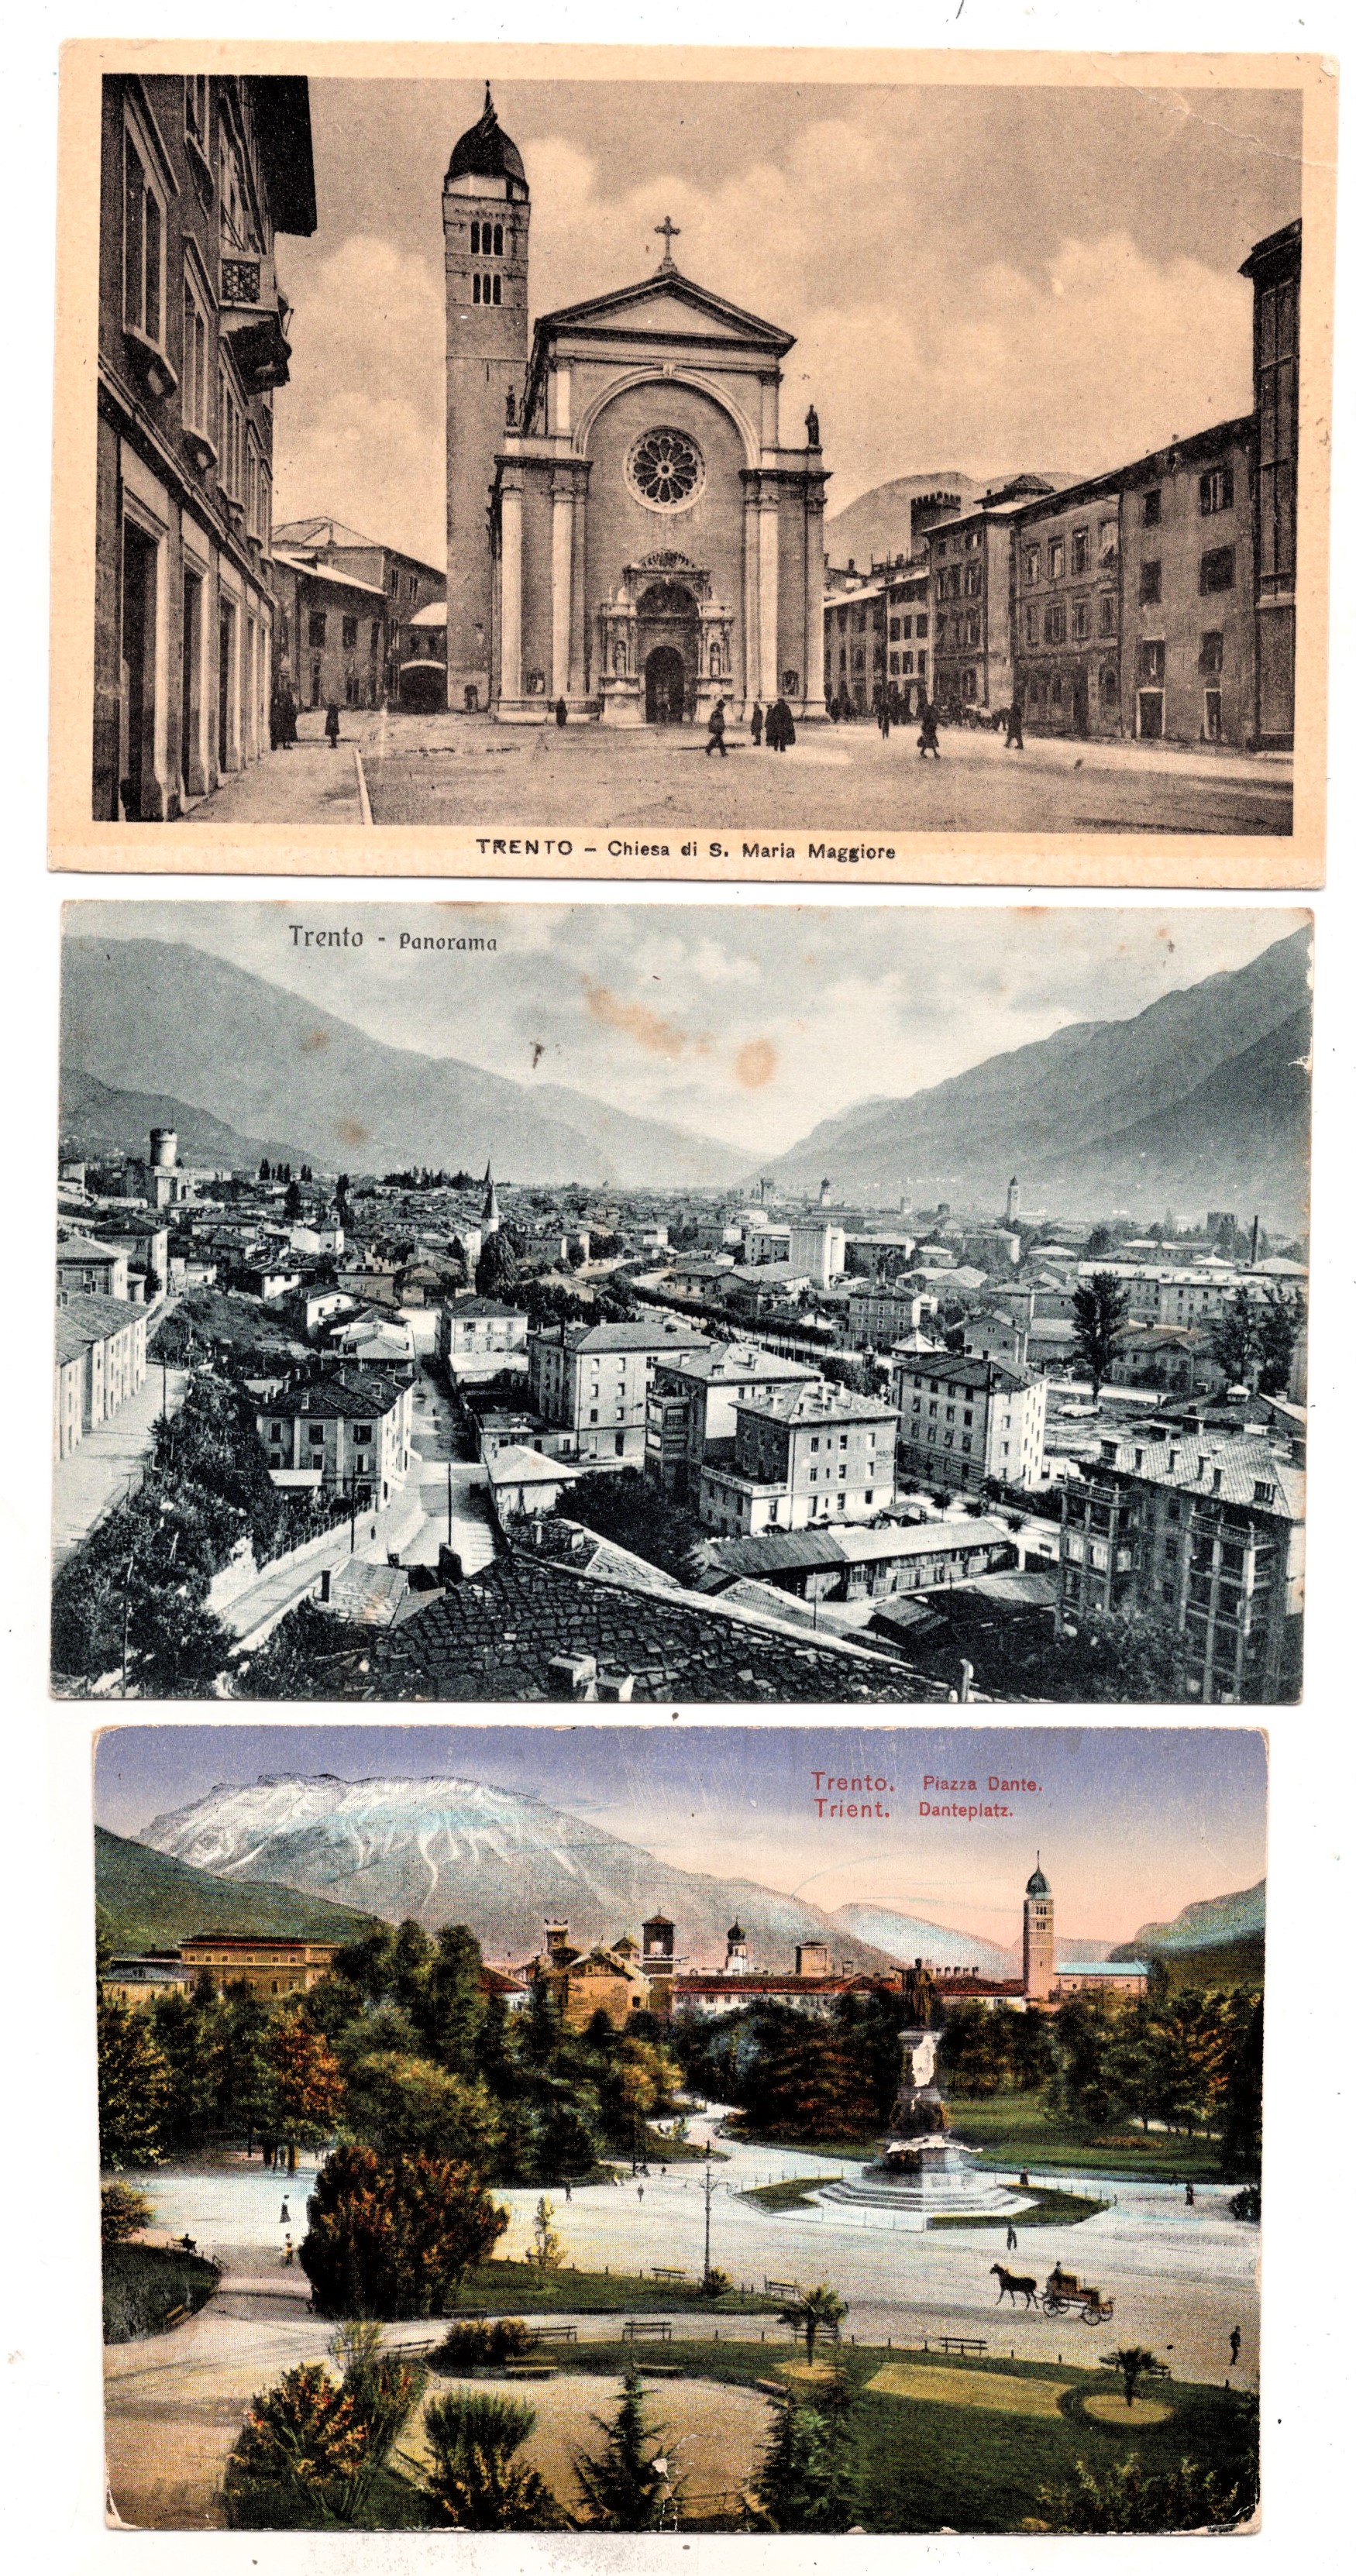 TRENTO – Chiesa di S. Maria Maggiore
Trento - Panorama
Trento. Piazza Dante.
Trient. Danteplatz.